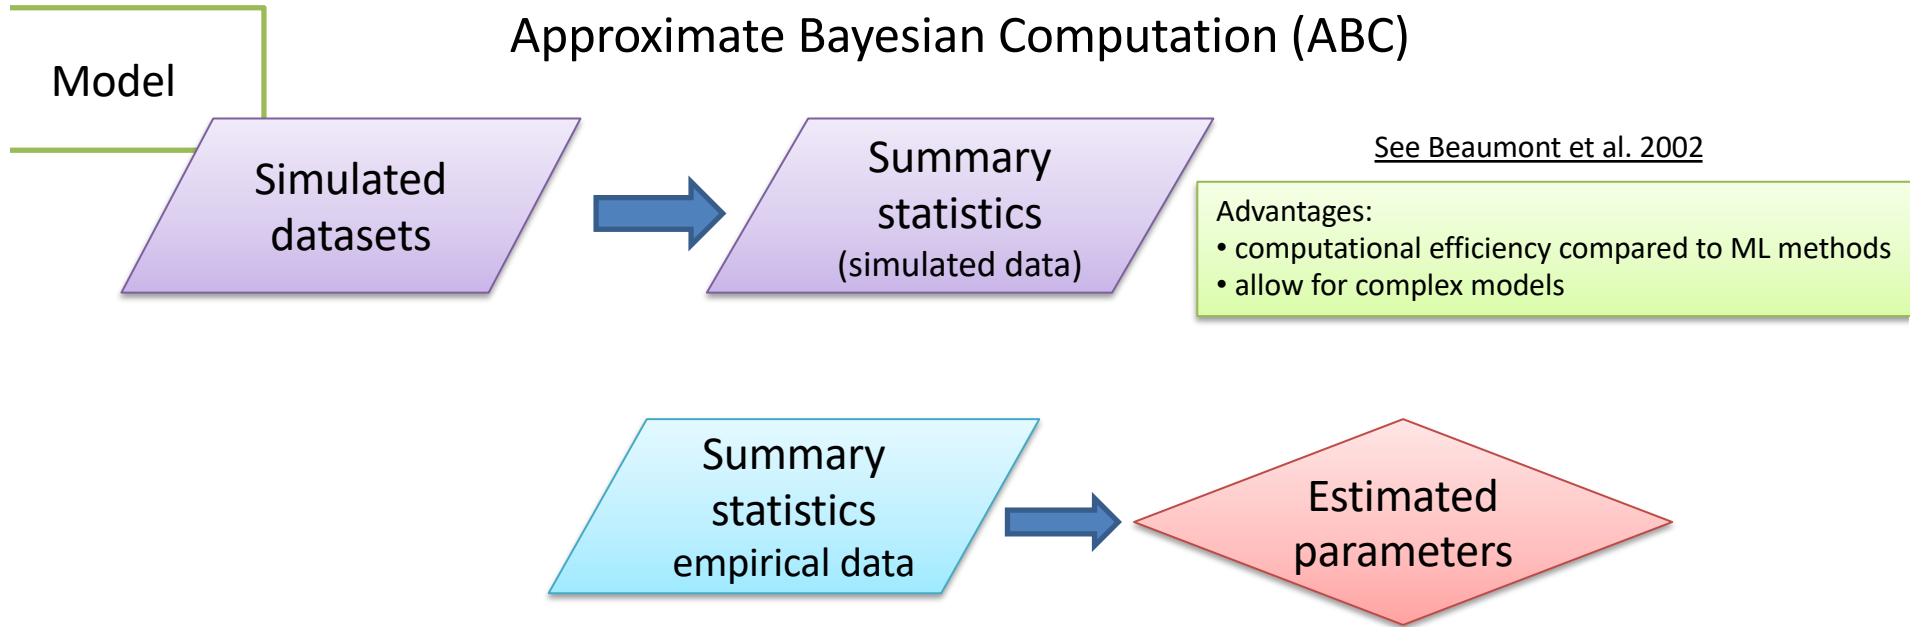 Approximate Bayesian Computation (ABC)
Model
Simulated
datasets
Summary
statistics
(simulated data)
See Beaumont et al. 2002
Advantages:
• computational efficiency compared to ML methods
• allow for complex models
Summary
statistics
empirical data
Estimated
parameters